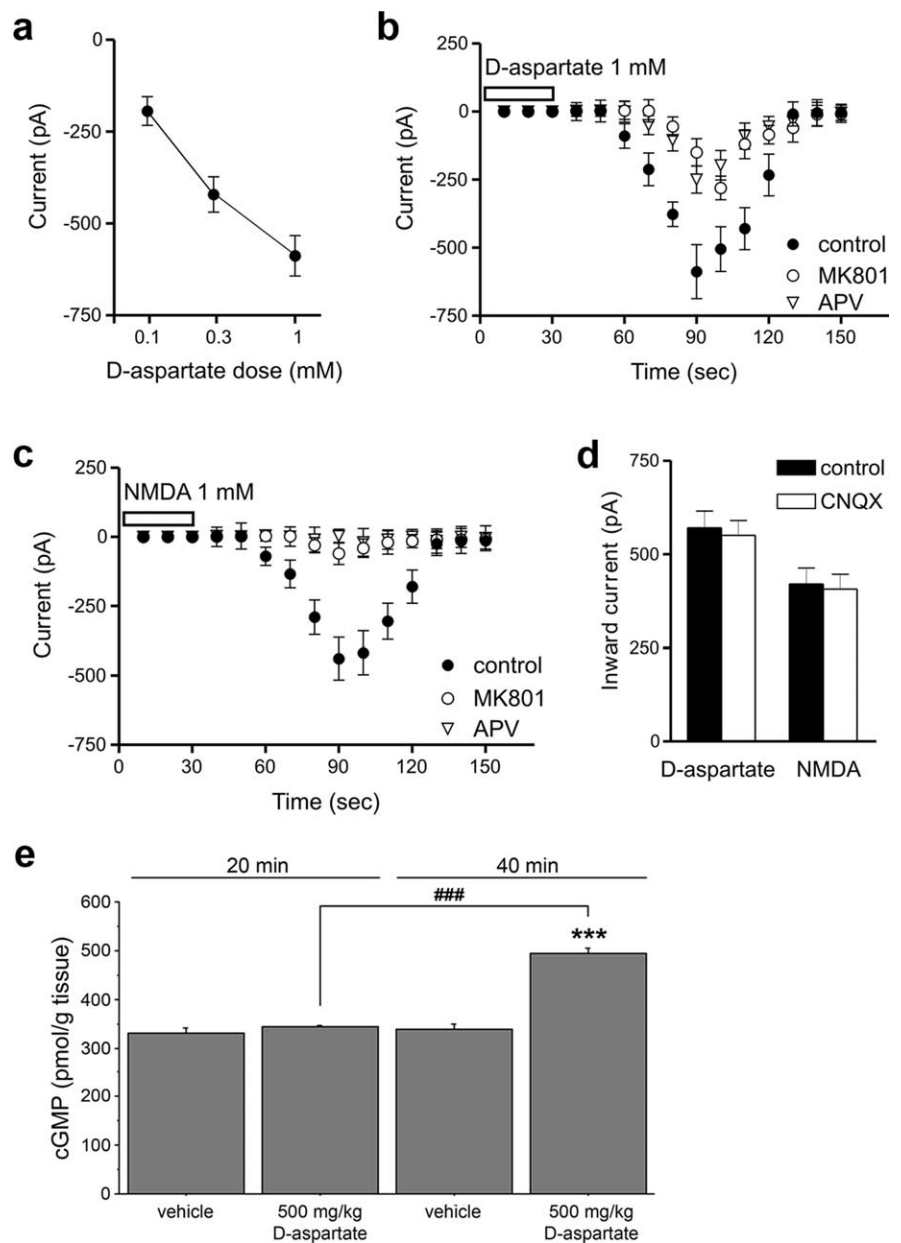 a
0
-250
-500
-750
Current (pA)
0.1 0.3 1
D-aspartate dose (mM)
b
250
0
-250
-500
-750
Current (pA)
D-aspartate 1 mM
control
MK801
APV
0 30 60 90 120 150
Time (sec)
c
250
0
-250
-500
-750
Current (pA)
NMDA 1 mM
control
MK801
APV
0 30 60 90 120 150
Time (sec)
d
750
500
250
0
Inward current (pA)
control
CNQX
D-aspartate NMDA
e
20 min 40 min
###
***
600
500
400
300
200
100
0
cGMP (pmol/g tissue)
vehicle 500 mg/kg vehicle 500 mg/kg
D-aspartate D-aspartate